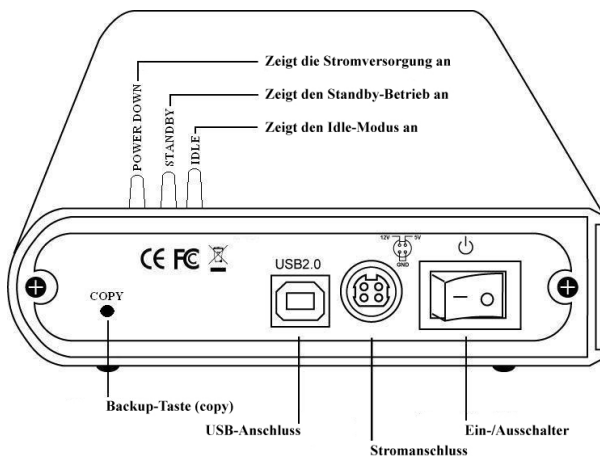 Zeigt die Stromversorgung an
Zeigt den Standby-Betrieb an
Zeigt den Idle-Modus an
POWER DOWN
STANDBY
IDLE
CE FC
12V 5V
GND
USB2.0
COPY
Backup-Taste (copy)
USB-Anschluss
Stromanschluss
Ein-/Ausschalter